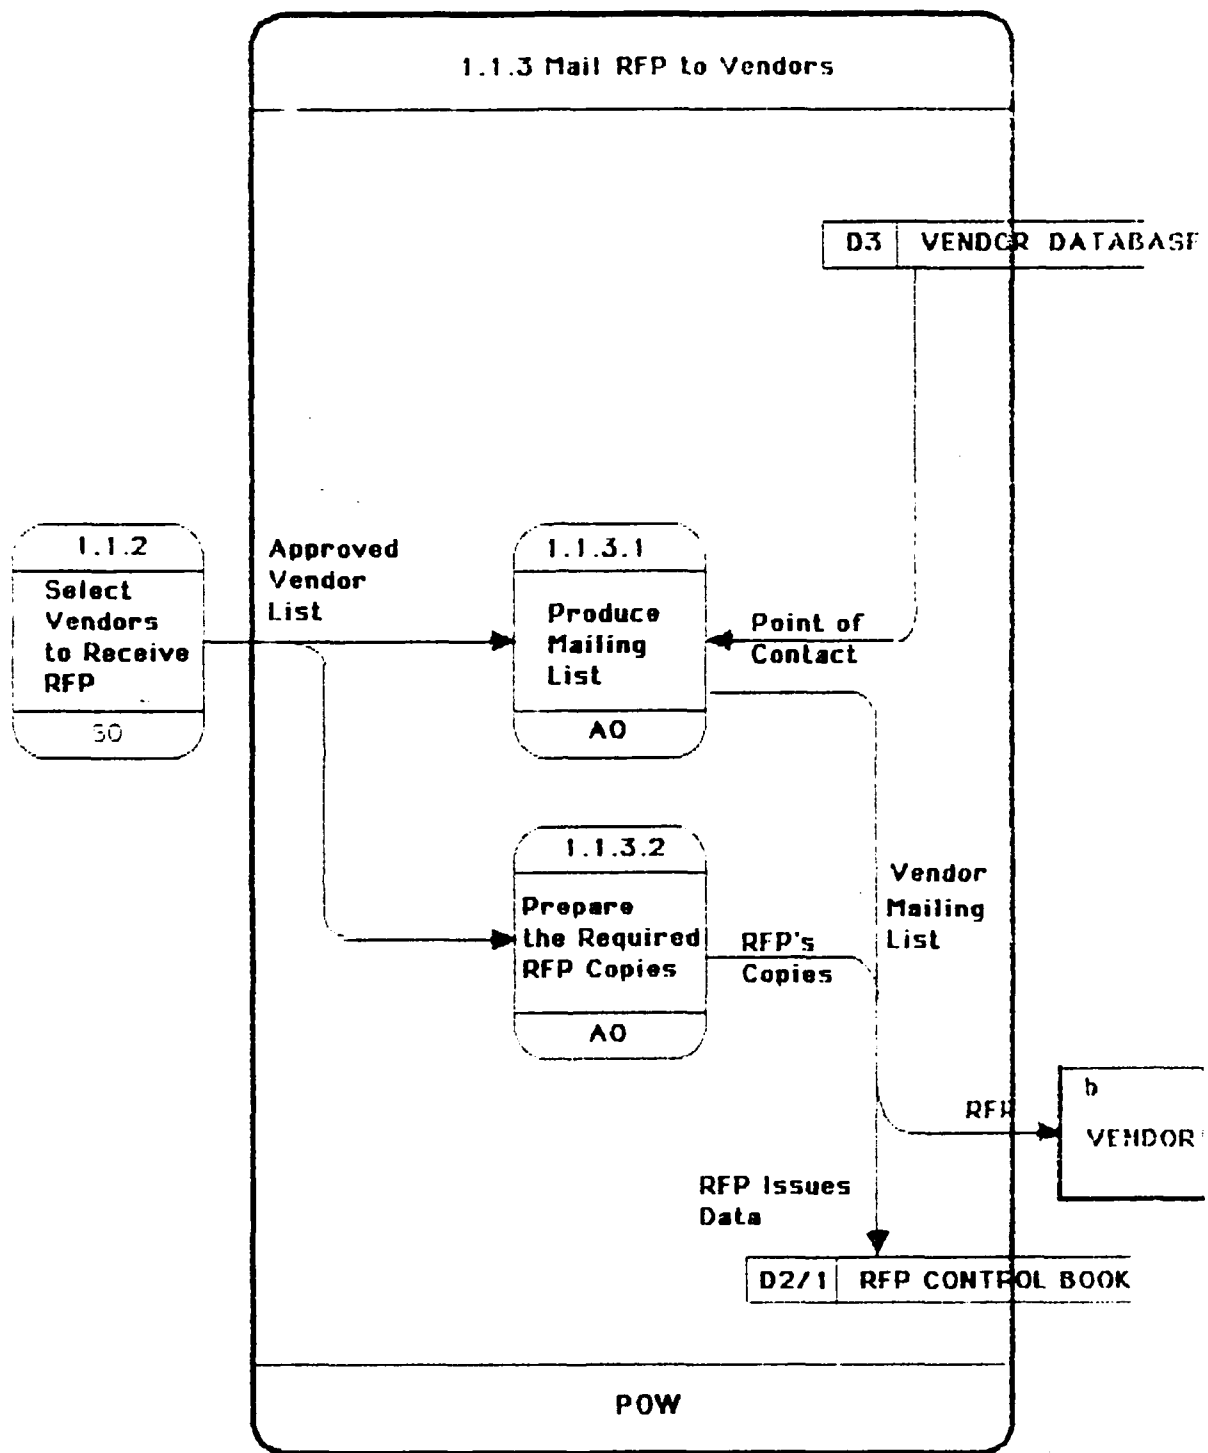 1.1.3 Mail RFP to Vendors
D3 VENDOR DATABASE
1.1.2
Select
Vendors
to Receive
RFP
Approved
Vendor
List
1.1.3.1
Produce
Mailing
List
AO
Point of
Contact
1.1.3.2
Prepare
the Required
RFP Copies
AO
RFP's
Copies
Vendor
Mailing
List
RFP
b
VENDOR
RFP Issues
Data
D2/1 RFP CONTROL BOOK
POW